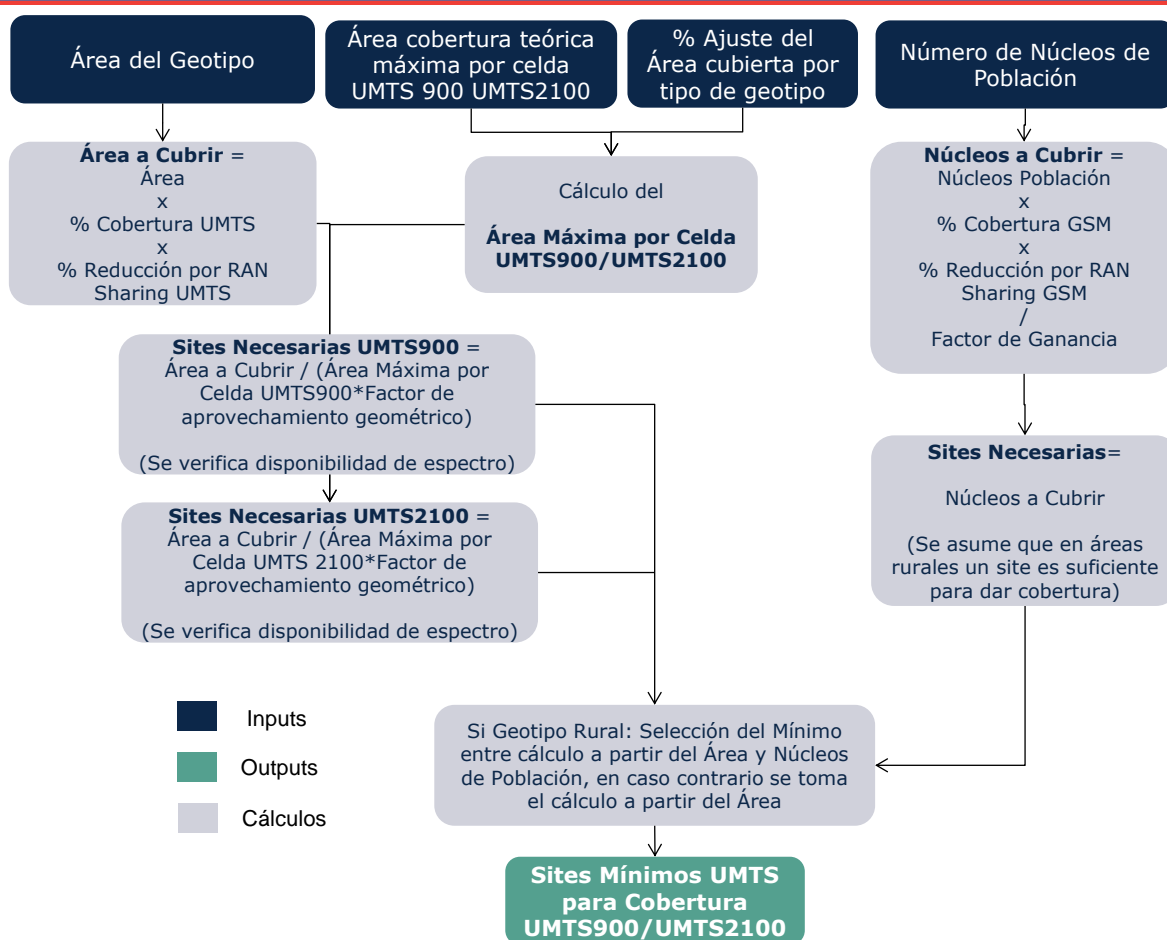 Área del Geotipo
Área cobertura teórica
máxima por celda
UMTS 900 UMTS2100
% Ajuste del
Área cubierta por
tipo de geotipo
Número de Núcleos de
Población
Área a Cubrir =
Área
x
% Cobertura UMTS
x
% Reducción por RAN
Sharing UMTS
Cálculo del
Área Máxima por Celda
UMTS900/UMTS2100
Núcleos a Cubrir =
Núcleos Población
x
% Cobertura GSM
x
% Reducción por RAN
Sharing GSM
/
Factor de Ganancia
Sites Necesarias UMTS900 =
Área a Cubrir / (Área Máxima por
Celda UMTS900*Factor de
aprovechamiento geométrico)
(Se verifica disponibilidad de espectro)
Sites Necesarias UMTS2100 =
Área a Cubrir / (Área Máxima por
Celda UMTS 2100*Factor de
aprovechamiento geométrico)
(Se verifica disponibilidad de espectro)
Sites Necesarias=
Núcleos a Cubrir
(Se asume que en áreas
rurales un site es suficiente
para dar cobertura)
Inputs
Outputs
Cálculos
Si Geotipo Rural: Selección del Mínimo
entre cálculo a partir del Área y Núcleos
de Población, en caso contrario se toma
el cálculo a partir del Área
Sites Mínimos UMTS
para Cobertura
UMTS900/UMTS2100